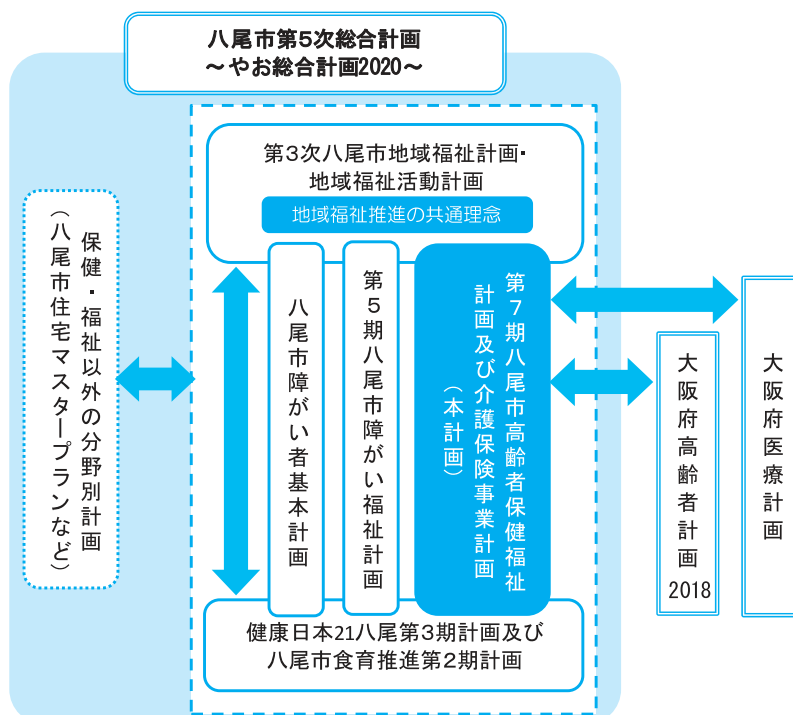 八尾市第5次総合計画
～やお総合計画2020～
第3次八尾市地域福祉計画・
地域福祉活動計画
地域福祉推進の共通理念
保健・福祉以外の分野別計画
（八尾市住宅マスタープランなど）
八尾市障がい者基本計画
第5期八尾市障がい福祉計画
第7期八尾市高齢者保健福祉
計画及び介護保険事業計画
（本計画）
大阪府高齢者計画
2018
大阪府医療計画
健康日本21八尾第3期計画及び
八尾市食育推進第2期計画